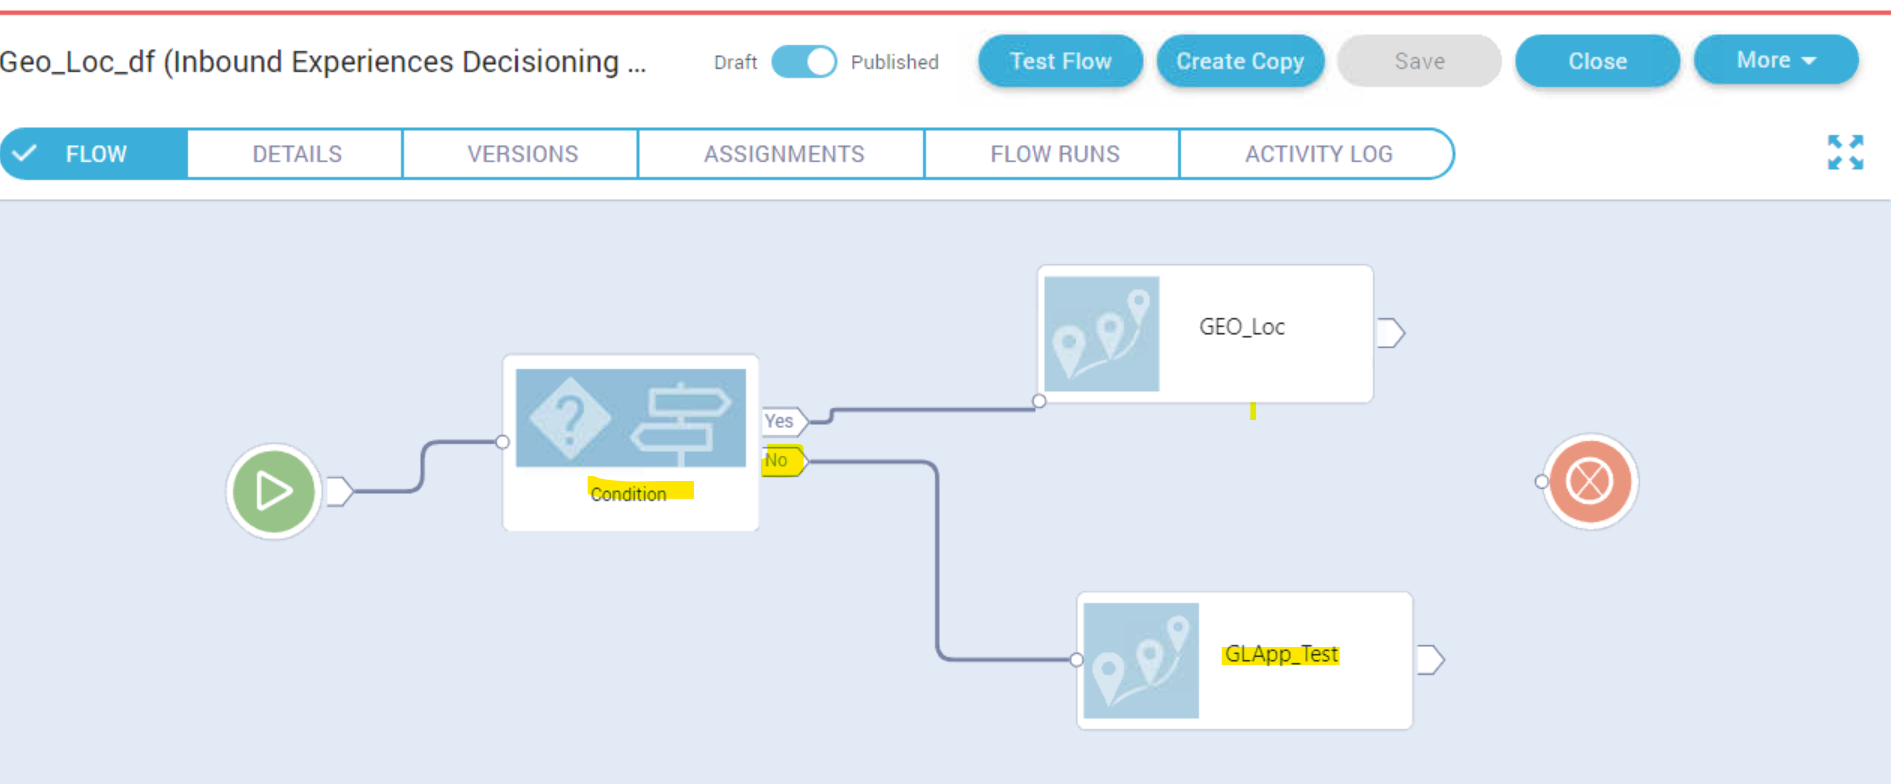 Geo_Loc_df (Inbound Experiences Decisioning ...
Draft
Published
Test Flow
Create Copy
Save
Close
More
FLOW
DETAILS
VERSIONS
ASSIGNMENTS
FLOW RUNS
ACTIVITY LOG
GEO_Loc
?
Yes
No
Condition
GLApp_Test